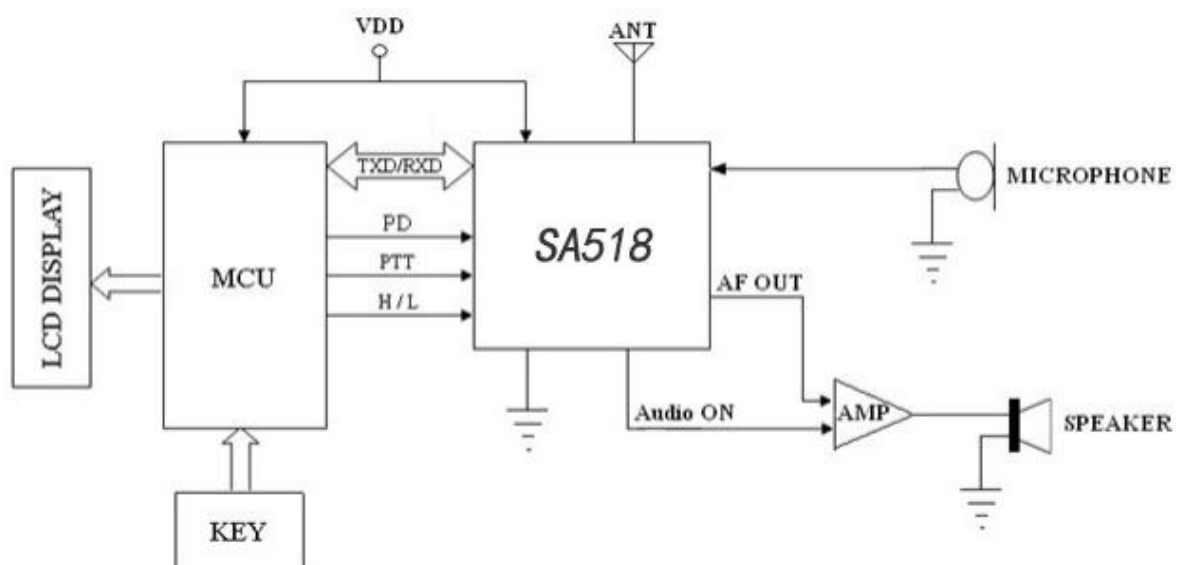 VDD
ANT
TXD/RXD
MICROPHONE
LCD DISPLAY
MCU
PD
PTT
H / L
SA518
AF OUT
Audio ON
AMP
SPEAKER
KEY